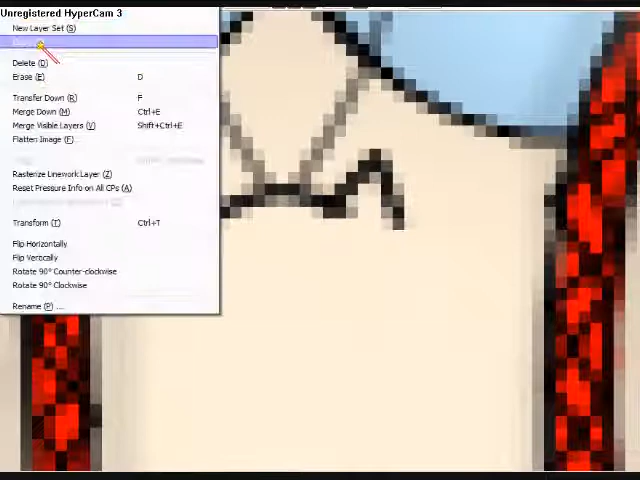 Unregistered HyperCam 3
New Layer Set (S)
Delete (D)
Erase (E) D
Transfer Down (R) F
Merge Down (M) Ctrl+E
Merge Visible Layers (V) Shift+Ctrl+E
Flatten Image (F)
Rasterize Linework Layer (Z)
Reset Pressure Info on All CPs (A)
Transform (T) Ctrl+T
Flip Horizontally
Flip Vertically
Rotate 90° Counter-clockwise
Rotate 90° Clockwise
Rename (P) ...